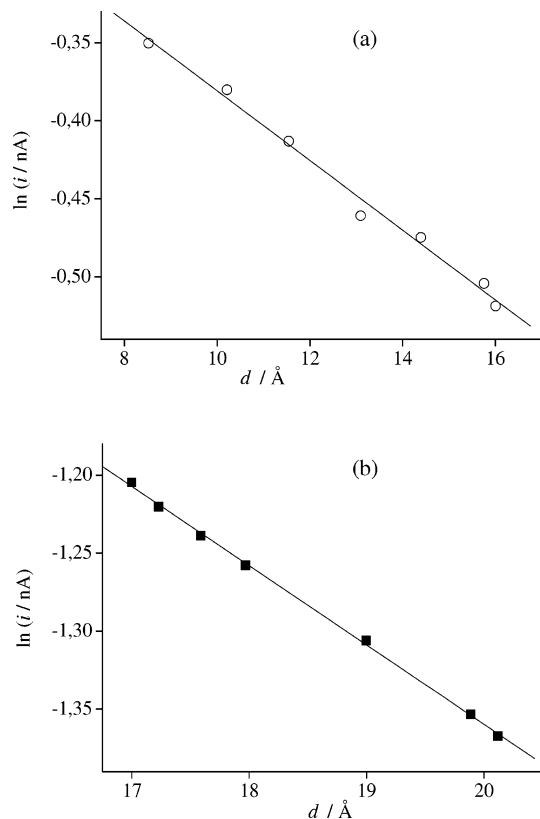 (a)
-0,35
-0,40
-0,45
-0,50
ln (i / nA)
8 10 12 14 16
d / Å
(b)
-1,20
-1,25
-1,30
-1,35
ln (i / nA)
17 18 19 20
d / Å